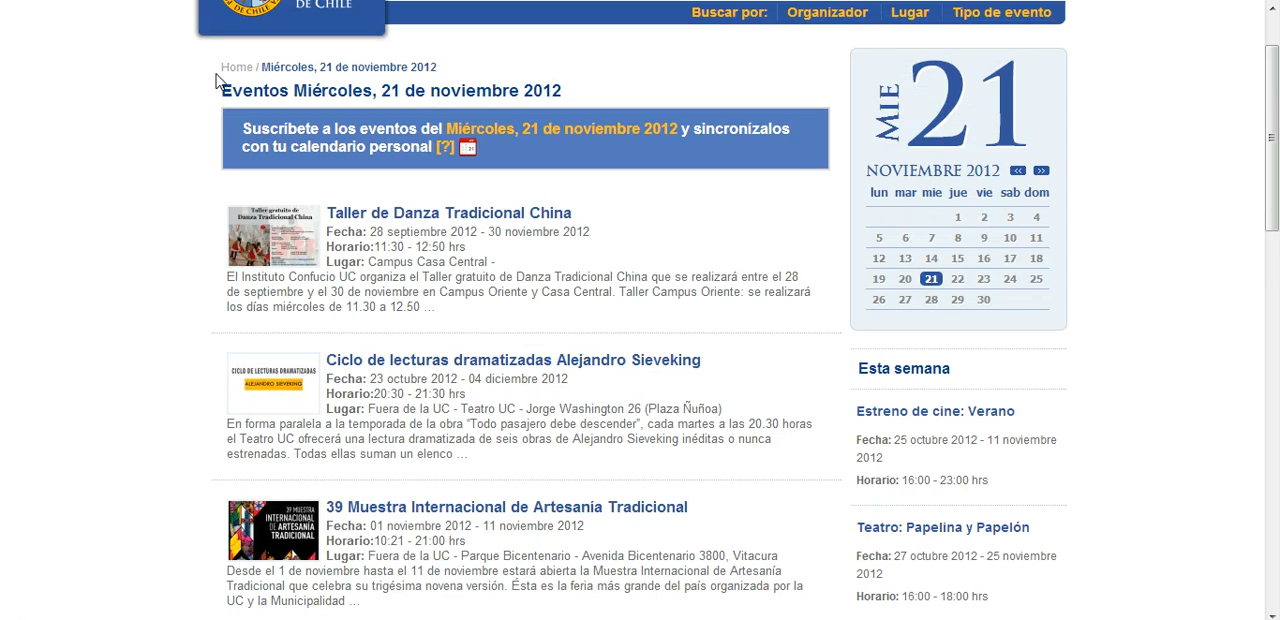 DE CHILE
Buscar por: Organizador Lugar Tipo de evento
Home / Miércoles, 21 de noviembre 2012
Eventos Miércoles, 21 de noviembre 2012
Suscríbete a los eventos del Miércoles, 21 de noviembre 2012 y sincronízalos
con tu calendario personal [?]
Taller gratuito de
Danza Tradicional China
Taller de Danza Tradicional China
Fecha: 28 septiembre 2012 - 30 noviembre 2012
Horario:11:30 - 12:50 hrs
Lugar: Campus Casa Central -
El Instituto Confucio UC organiza el Taller gratuito de Danza Tradicional China que se realizará entre el 28
de septiembre y el 30 de noviembre en Campus Oriente y Casa Central. Taller Campus Oriente: se realizará
los días miércoles de 11.30 a 12.50 ...
CICLO DE LECTURAS DRAMATIZADAS
ALEJANDRO SIEVEKING
Ciclo de lecturas dramatizadas Alejandro Sieveking
Fecha: 23 octubre 2012 - 04 diciembre 2012
Horario:20:30 - 21:30 hrs
Lugar: Fuera de la UC - Teatro UC - Jorge Washington 26 (Plaza Ñuñoa)
En forma paralela a la temporada de la obra “Todo pasajero debe descender”, cada martes a las 20.30 horas
el Teatro UC ofrecerá una lectura dramatizada de seis obras de Alejandro Sieveking inéditas o nunca
estrenadas. Todas ellas suman un elenco ...
39 MUESTRA
INTERNACIONAL
DE ARTESANÍA
TRADICIONAL
39 Muestra Internacional de Artesanía Tradicional
Fecha: 01 noviembre 2012 - 11 noviembre 2012
Horario:10:21 - 21:00 hrs
Lugar: Fuera de la UC - Parque Bicentenario - Avenida Bicentenario 3800, Vitacura
Desde el 1 de noviembre hasta el 11 de noviembre estará abierta la Muestra Internacional de Artesanía
Tradicional que celebra su trigésima novena versión. Ésta es la feria más grande del país organizada por la
UC y la Municipalidad ...
MIE 21
NOVIEMBRE 2012 << >>
lun mar mie jue vie sab dom
1 2 3 4
5 6 7 8 9 10 11
12 13 14 15 16 17 18
19 20 21 22 23 24 25
26 27 28 29 30
Esta semana
Estreno de cine: Verano
Fecha: 25 octubre 2012 - 11 noviembre
2012
Horario: 16:00 - 23:00 hrs
Teatro: Papelina y Papelón
Fecha: 27 octubre 2012 - 25 noviembre
2012
Horario: 16:00 - 18:00 hrs